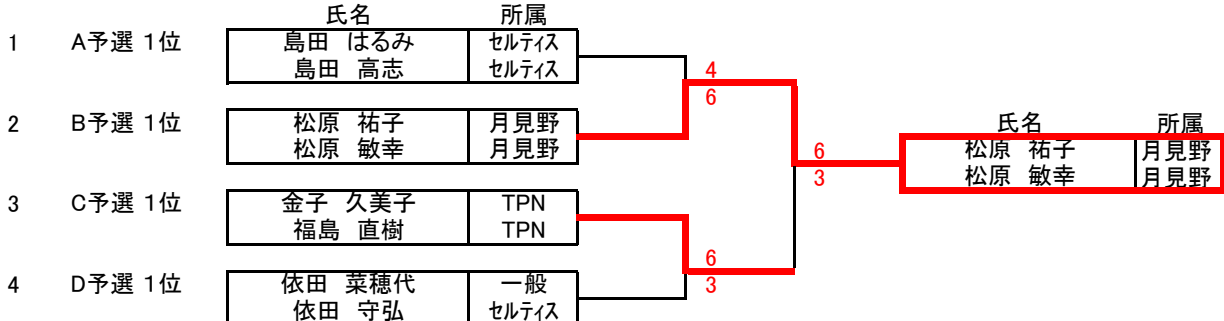 氏名 所属
1 A予選 1位 島田 はるみ セルティス
島田 高志 セルティス
4
6
2 B予選 1位 松原 祐子 月見野
松原 敏幸 月見野
氏名 所属
松原 祐子 月見野
松原 敏幸 月見野
6
3
3 C予選 1位 金子 久美子 TPN
福島 直樹 TPN
6
3
4 D予選 1位 依田 菜穂代 一般
依田 守弘 セルティス